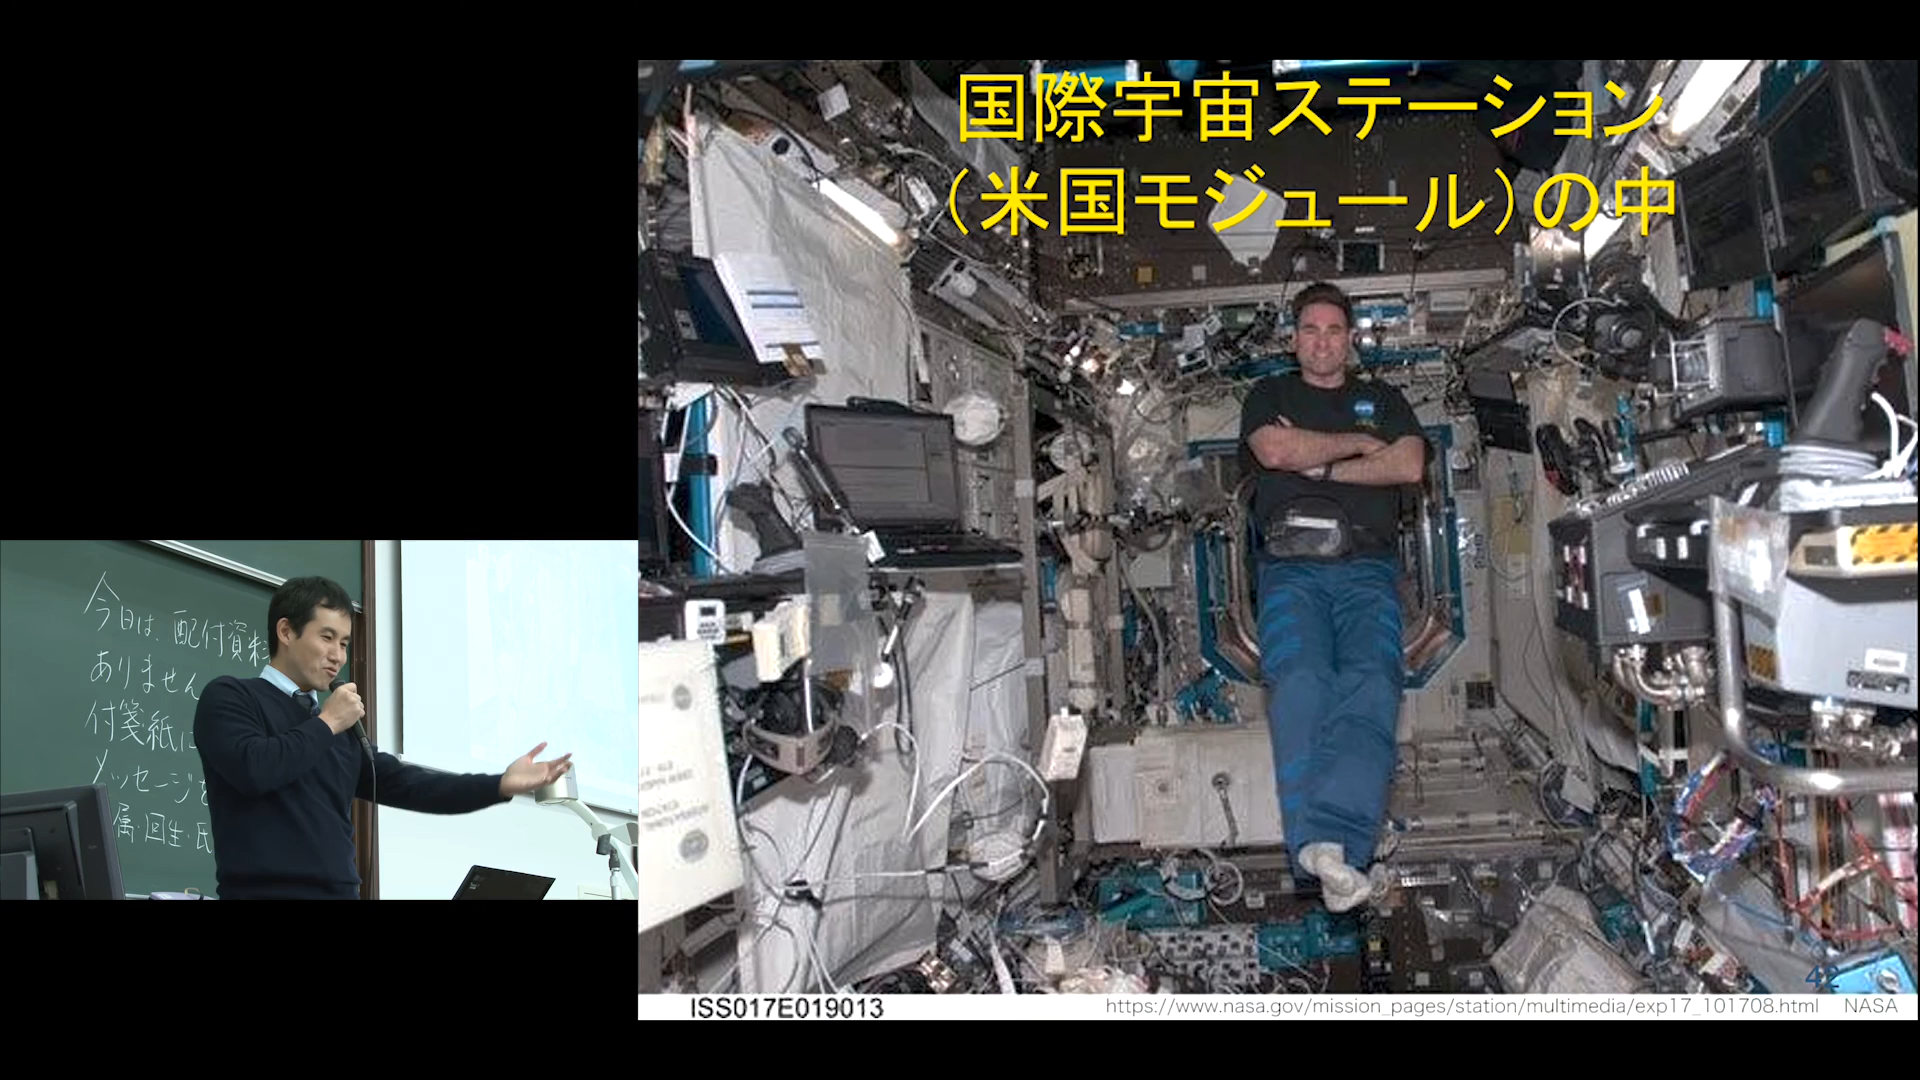 国際宇宙ステーション
（米国モジュール）の中
今日は、配付資料
ありません
付箋紙に
メッセージを
属・回生・氏
ISS017E019013
42
https://www.nasa.gov/mission_pages/station/multimedia/exp17_101708.html NASA